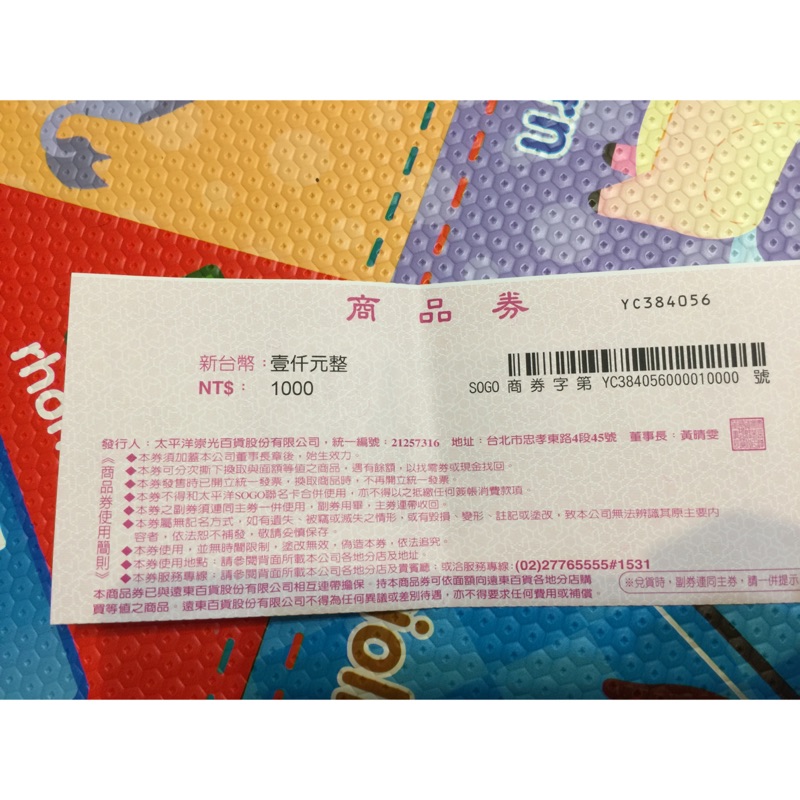 商品券
YC384056
新台幣：壹仟元整
NT$： 1000
SOGO 商券字第 YC384056000010000 號
發行人：太平洋崇光百貨股份有限公司，統一編號：21257316 地址：台北市忠孝東路4段45號 董事長：黃晴雯
《商品券使用簡則》
◆本券須加蓋本公司董事長章後，始生效力。
◆本券可分次撕下換取與面額等值之商品，遇有餘額，以找零券或現金找回。
◆本券發售時已開立統一發票，換取商品時，不再開立統一發票
◆本券不得和太平洋SOGO聯名卡合併使用，亦不得以之抵繳任何簽帳消費款項。
◆本券之副券須連同主券一併使用，副券用畢，主券連帶收回。
◆本券屬無記名方式，如有遺失、被竊或滅失之情形，或有毀損、變形、註記或塗改，致本公司無法辨識其原主要內
容者，依法恕不補發，敬請妥慎保存。
◆本券使用，並無時間限制，塗改無效，偽造本券，依法追究。
◆本券使用地點：請參閱背面所載本公司各地分店及地址。
◆本券服務專線：請參閱背面所載本公司各地分店及貴賓廳；或洽服務專線：(02)27765555#1531
本商品券已與遠東百貨股份有限公司相互連帶擔保，持本商品券可依面額向遠東百貨各地分店購
買等值之商品。遠東百貨股份有限公司不得為任何異議或差別待遇，亦不得要求任何費用或補償。
※兌貨時，副券連同主券，請一併提示
rho
joll